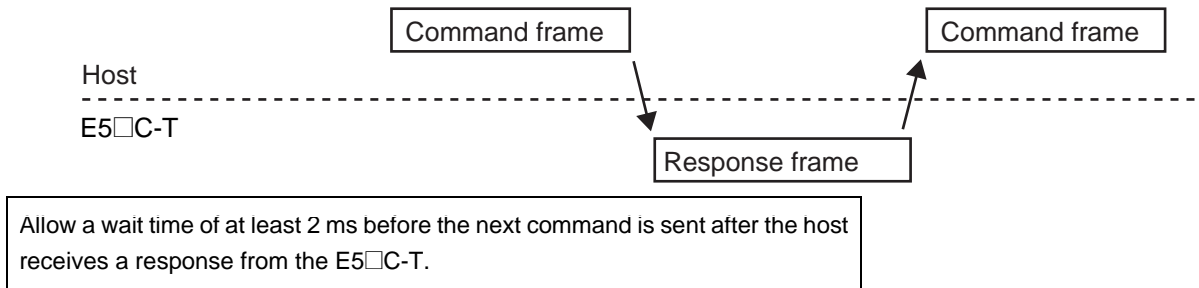 Command frame
Command frame
Host
E5□C-T
Response frame
Allow a wait time of at least 2 ms before the next command is sent after the host
receives a response from the E5□C-T.